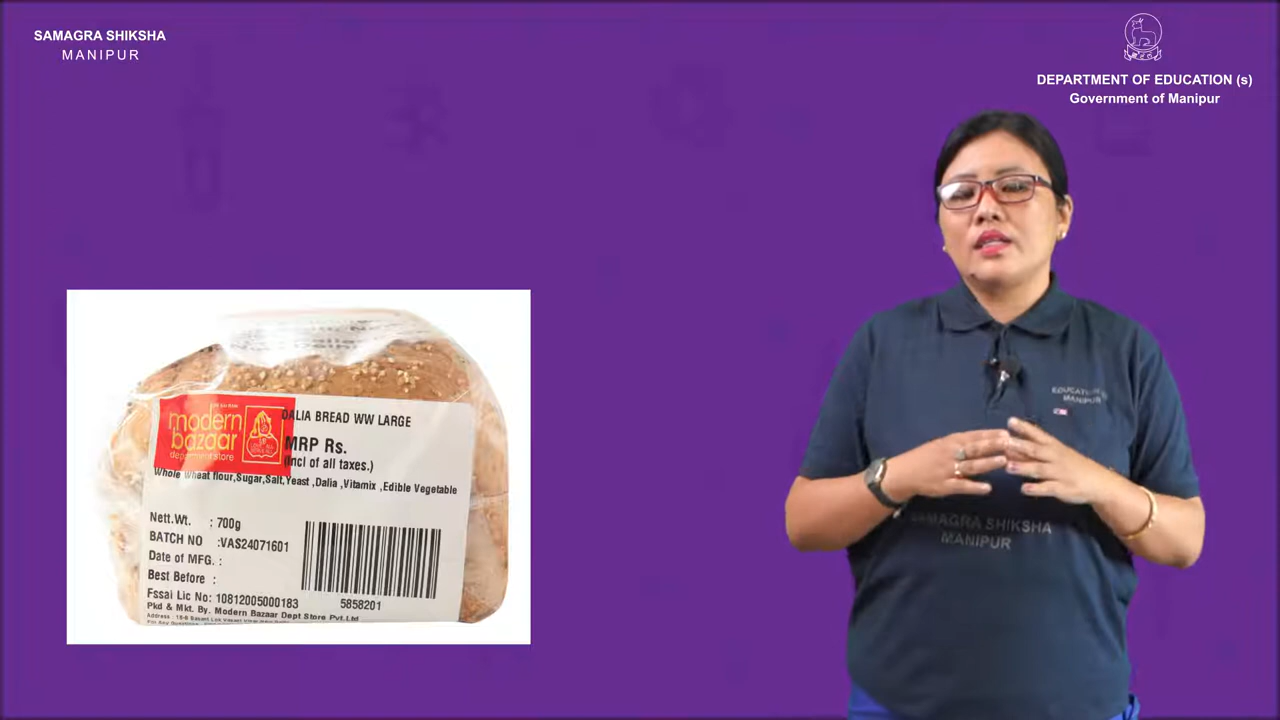 SAMAGRA SHIKSHA
MANIPUR
DEPARTMENT OF EDUCATION (s)
Government of Manipur
modern
bazaar
department store
DALIA BREAD WW LARGE
MRP Rs.
(incl of all taxes.)
Whole Wheat flour,Sugar,Salt,Yeast ,Dalia ,Vitamix ,Edible Vegetable
Nett.Wt. : 700g
BATCH NO :VAS24071601
Date of MFG. :
Best Before :
Fssai Lic No: 10812005000183
5858201
Pkd & Mkt. By. Modern Bazaar Dept Store Pvt.Ltd
EDUCATION
MANIPUR
SAMAGRA SHIKSHA
MANIPUR